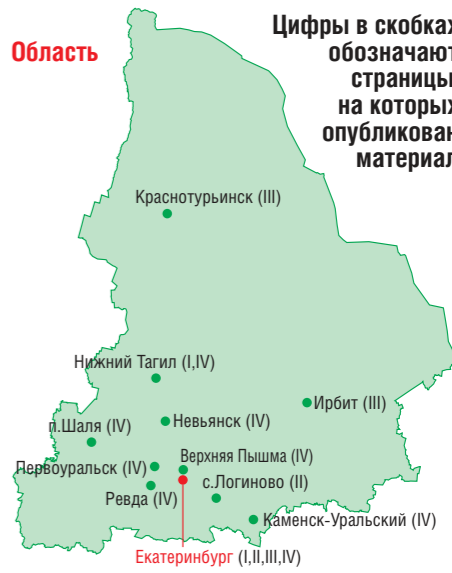 Область
Цифры в скобках
обозначают
страницы,
на которых
опубликован
материал
Краснотурьинск (III)
Нижний Тагил (I,IV)
Ирбит (III)
Невьянск (IV)
п.Шаля (IV)
Верхняя Пышма (IV)
Первоуральск (IV)
с.Логиново (II)
Ревда (IV)
Каменск-Уральский (IV)
Екатеринбург (I,II,III,IV)